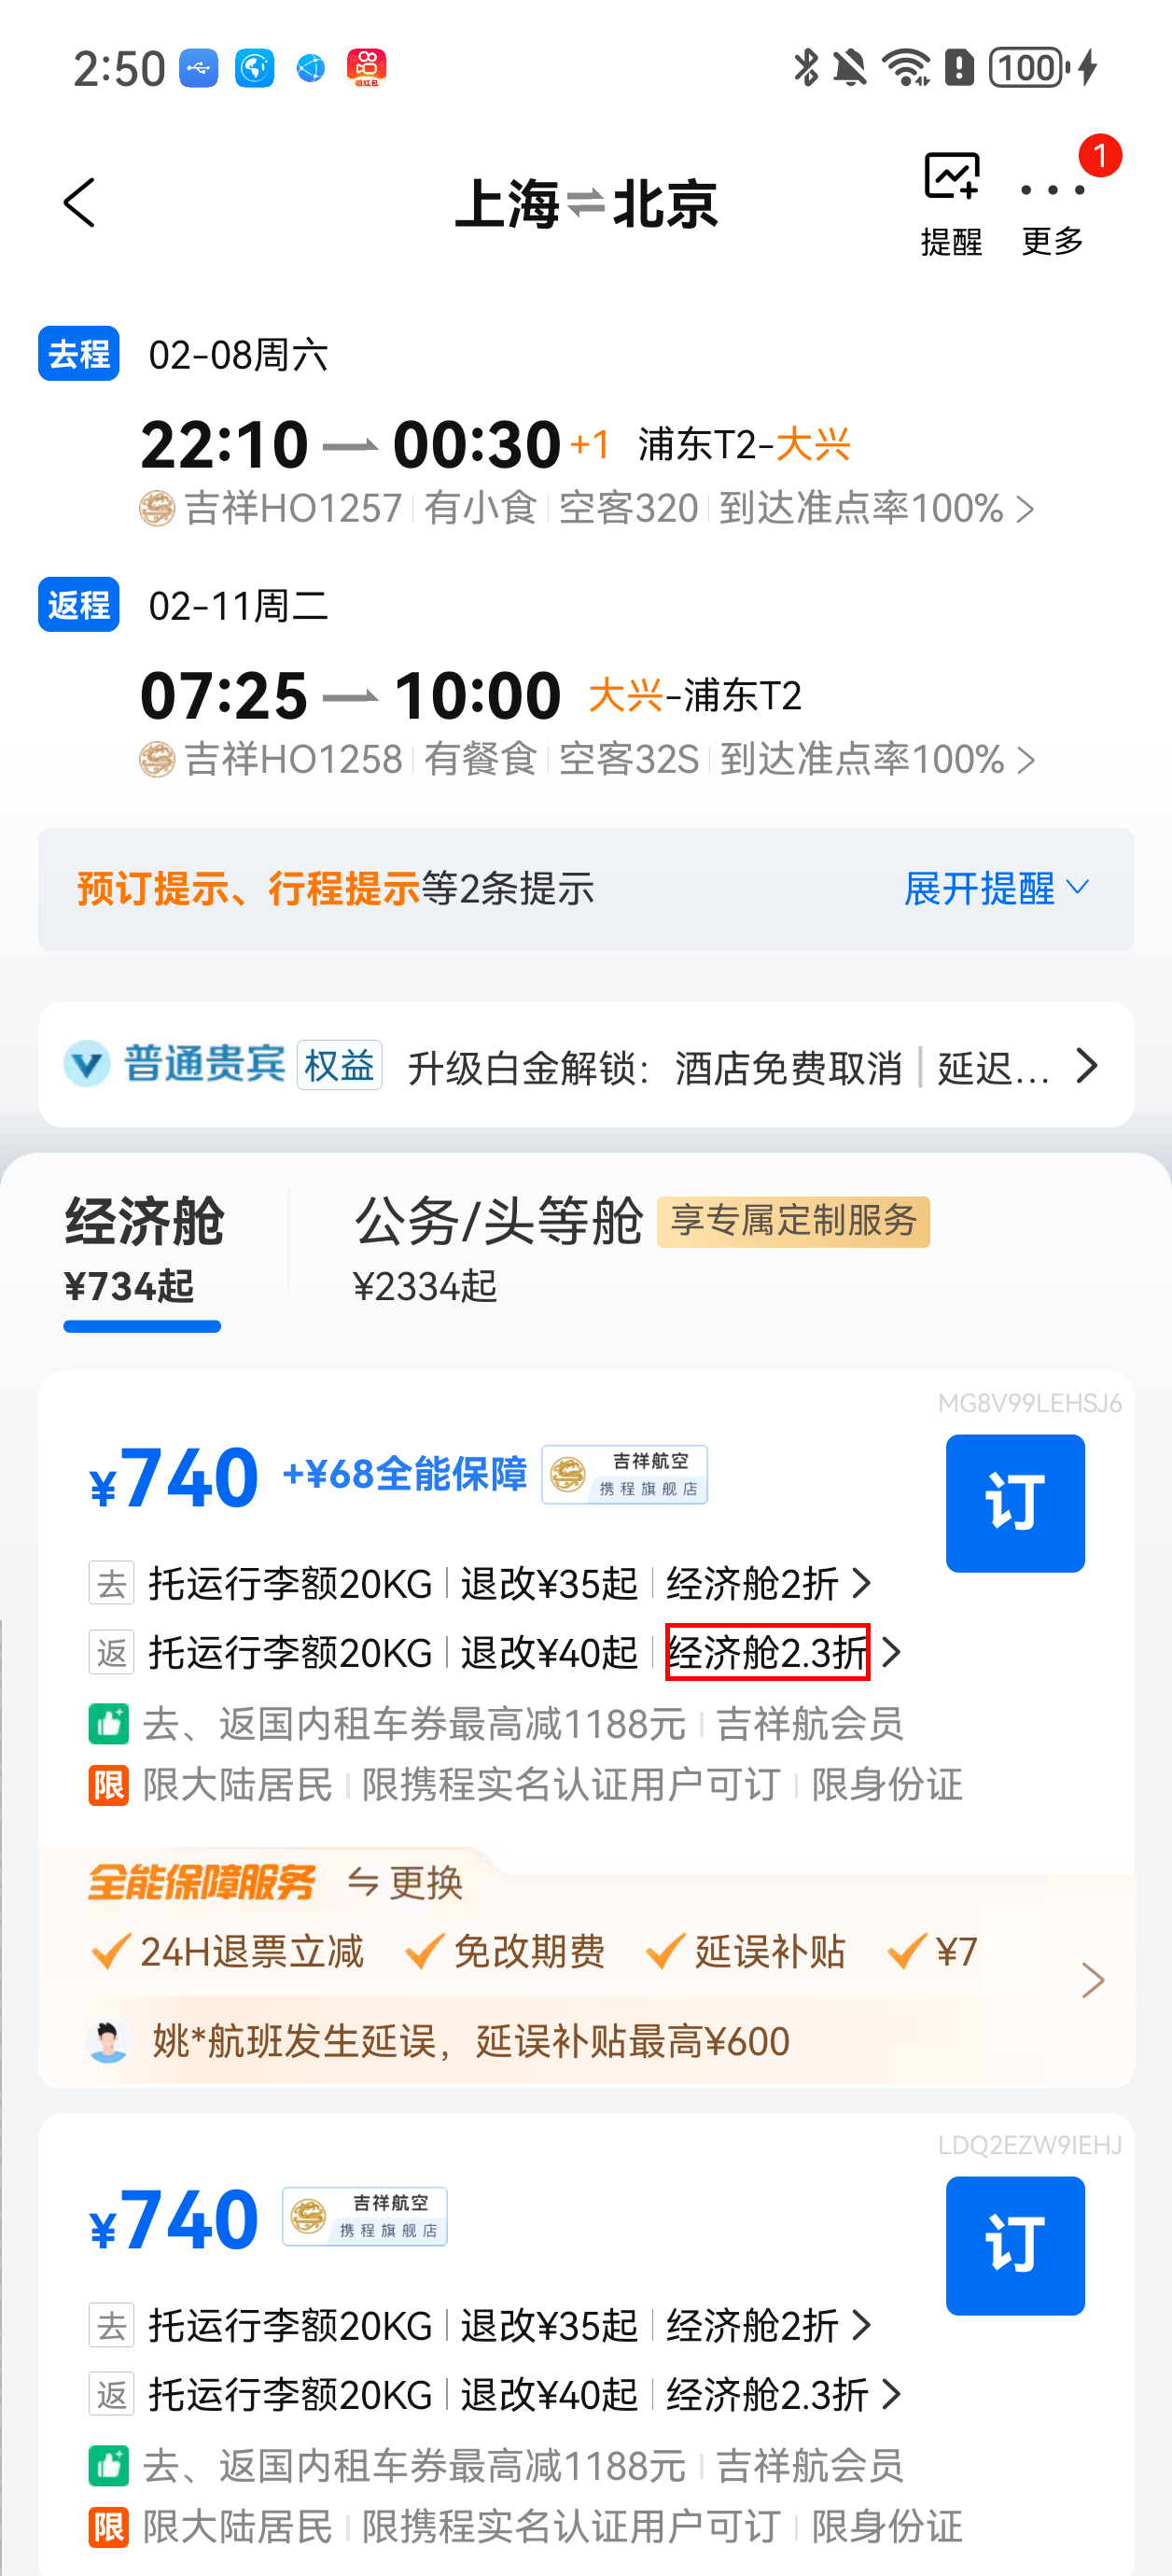 2:50 领红包 100
上海⇌北京
1
提醒 更多
去程 02-08周六
22:10 00:30 +1 浦东T2-大兴
吉祥HO1257 有小食 空客320 到达准点率100%
返程 02-11周二
07:25 10:00 大兴-浦东T2
吉祥HO1258 有餐食 空客32S 到达准点率100%
预订提示、行程提示等2条提示 展开提醒
普通贵宾 权益 升级白金解锁：酒店免费取消 | 延迟...
经济舱 公务/头等舱 享专属定制服务
¥734起 ¥2334起
MG8V99LEHSJ6
¥740 +¥68全能保障 吉祥航空 携程旗舰店 订
去 托运行李额20KG 退改¥35起 经济舱2折
返 托运行李额20KG 退改¥40起 经济舱2.3折
去、返国内租车券最高减1188元 吉祥航会员
限 限大陆居民 限携程实名认证用户可订 限身份证
全能保障服务 更换
24H退票立减 免改期费 延误补贴 ¥7
姚*航班发生延误，延误补贴最高¥600
LDQ2EZW9IEHJ
¥740 吉祥航空 携程旗舰店 订
去 托运行李额20KG 退改¥35起 经济舱2折
返 托运行李额20KG 退改¥40起 经济舱2.3折
去、返国内租车券最高减1188元 吉祥航会员
限 限大陆居民 限携程实名认证用户可订 限身份证